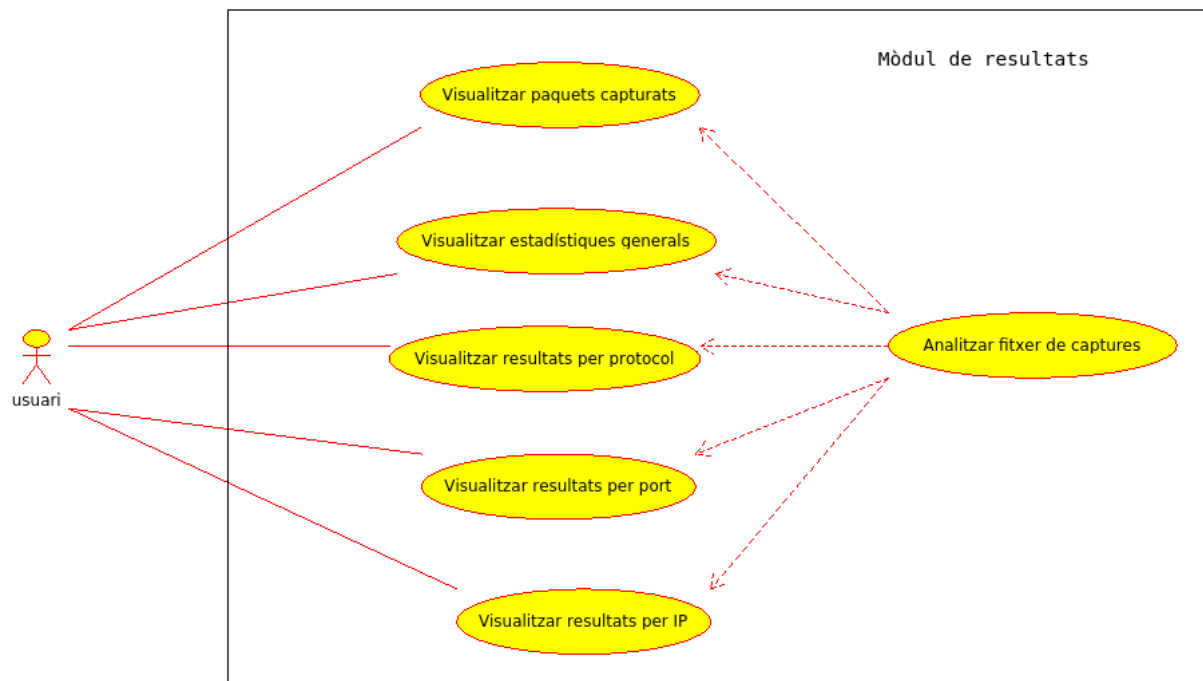 Mòdul de resultats
Visualitzar paquets capturats
Visualitzar estadístiques generals
Visualitzar resultats per protocol
Analitzar fitxer de captures
usuari
Visualitzar resultats per port
Visualitzar resultats per IP